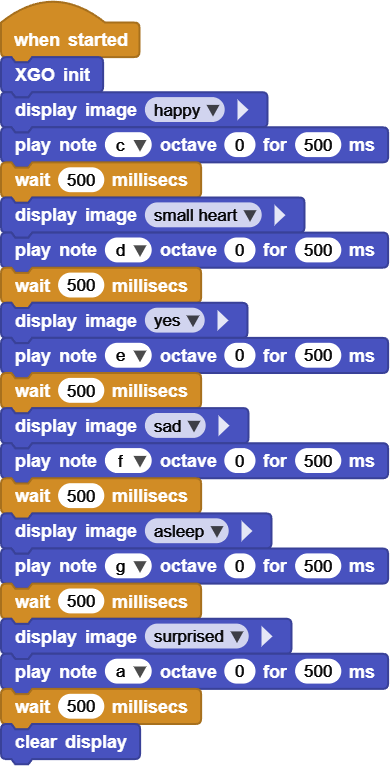 when started
XGO init
display image happy
play note c octave 0 for 500 ms
wait 500 millisecs
display image small heart
play note d octave 0 for 500 ms
wait 500 millisecs
display image yes
play note e octave 0 for 500 ms
wait 500 millisecs
display image sad
play note f octave 0 for 500 ms
wait 500 millisecs
display image asleep
play note g octave 0 for 500 ms
wait 500 millisecs
display image surprised
play note a octave 0 for 500 ms
wait 500 millisecs
clear display